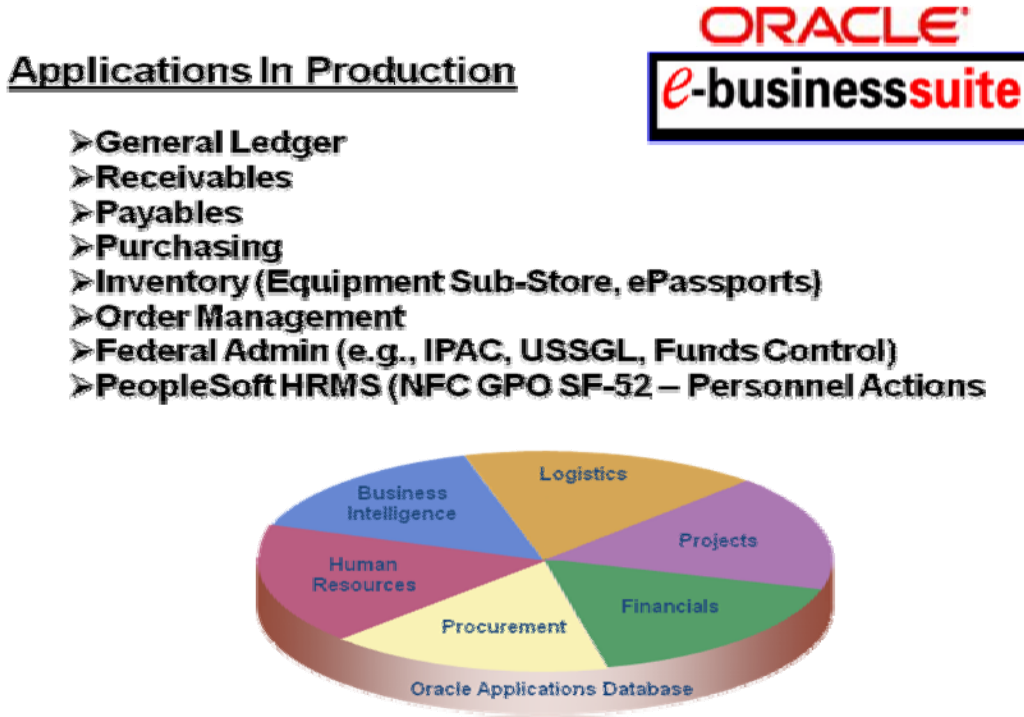 ORACLE
Applications In Production
e-businesssuite
➢General Ledger
➢Receivables
➢Payables
➢Purchasing
➢Inventory (Equipment Sub-Store, ePassports)
➢Order Management
➢Federal Admin (e.g., IPAC, USSGL, Funds Control)
➢PeopleSoft HRMS (NFC GPO SF-52 – Personnel Actions
Logistics
Business
Intelligence
Projects
Human
Resources
Financials
Procurement
Oracle Applications Database